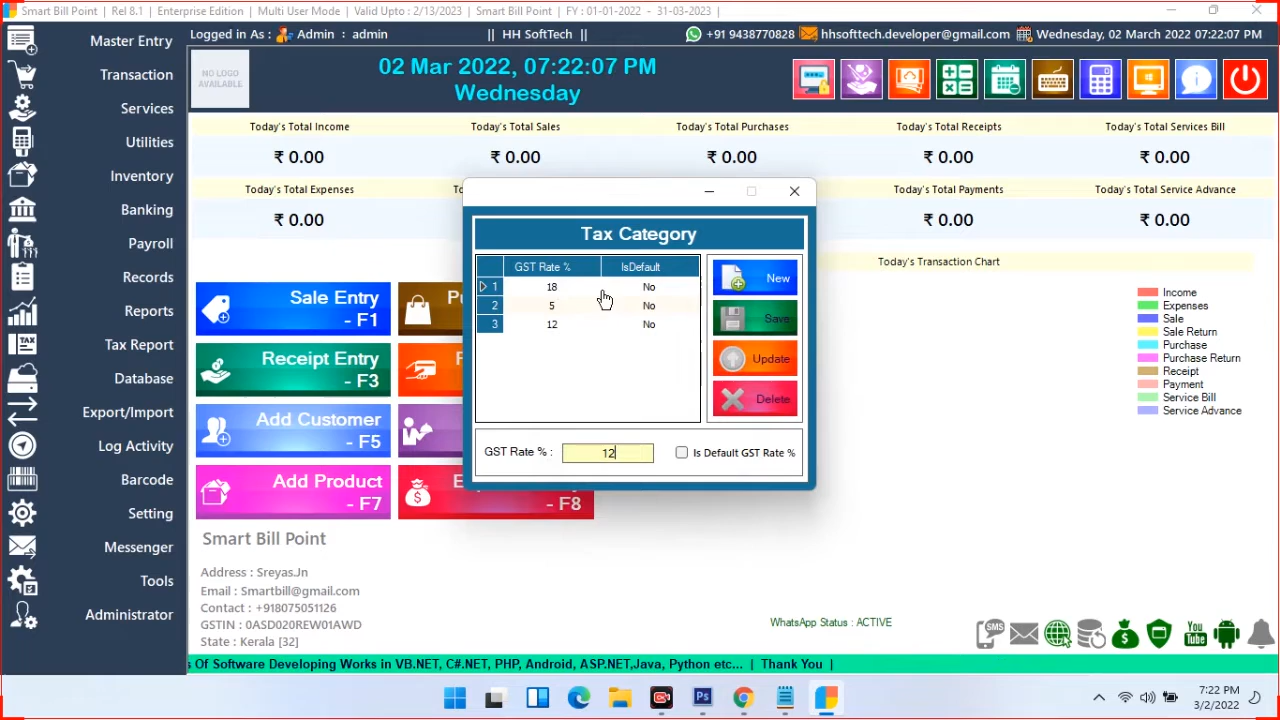 Smart Bill Point | Rel 8.1 | Enterprise Edition | Multi User Mode | Valid Upto : 2/13/2023 | Smart Bill Point | FY : 01-01-2022 - 31-03-2023 |
Logged in As : Admin : admin || HH SoftTech || +91 9438770828 hhsofttech.developer@gmail.com Wednesday, 02 March 2022 07:22:07 PM
Master Entry
Transaction
Services
Utilities
Inventory
Banking
Payroll
Records
Reports
TAX Tax Report
Database
Export/Import
Log Activity
Barcode
Setting
Messenger
Tools
Administrator
NO LOGO
AVAILABLE
02 Mar 2022, 07:22:07 PM
Wednesday
Today's Total Income Today's Total Sales Today's Total Purchases Today's Total Receipts Today's Total Services Bill
₹ 0.00 ₹ 0.00 ₹ 0.00 ₹ 0.00 ₹ 0.00
Today's Total Expenses Today's Total Payments Today's Total Service Advance
₹ 0.00 ₹ 0.00 ₹ 0.00
Tax Category
GST Rate % IsDefault
1 18 No
2 5 No
3 12 No
New
Save
Update
Delete
GST Rate % : 12 Is Default GST Rate %
Today's Transaction Chart
Income
Expenses
Sale
Sale Return
Purchase
Purchase Return
Receipt
Payment
Service Bill
Service Advance
Sale Entry
- F1
Receipt Entry
- F3
Add Customer
- F5
Add Product
- F7
- F8
Smart Bill Point
Address : Sreyas.Jn
Email : Smartbill@gmail.com
Contact : +918075051126
GSTIN : 0ASD020REW01AWD
State : Kerala [32]
WhatsApp Status : ACTIVE
SMS
You
Tube
s Of Software Developing Works in VB.NET, C#.NET, PHP, Android, ASP.NET,Java, Python etc... | Thank You |
Ps
7:22 PM
3/2/2022